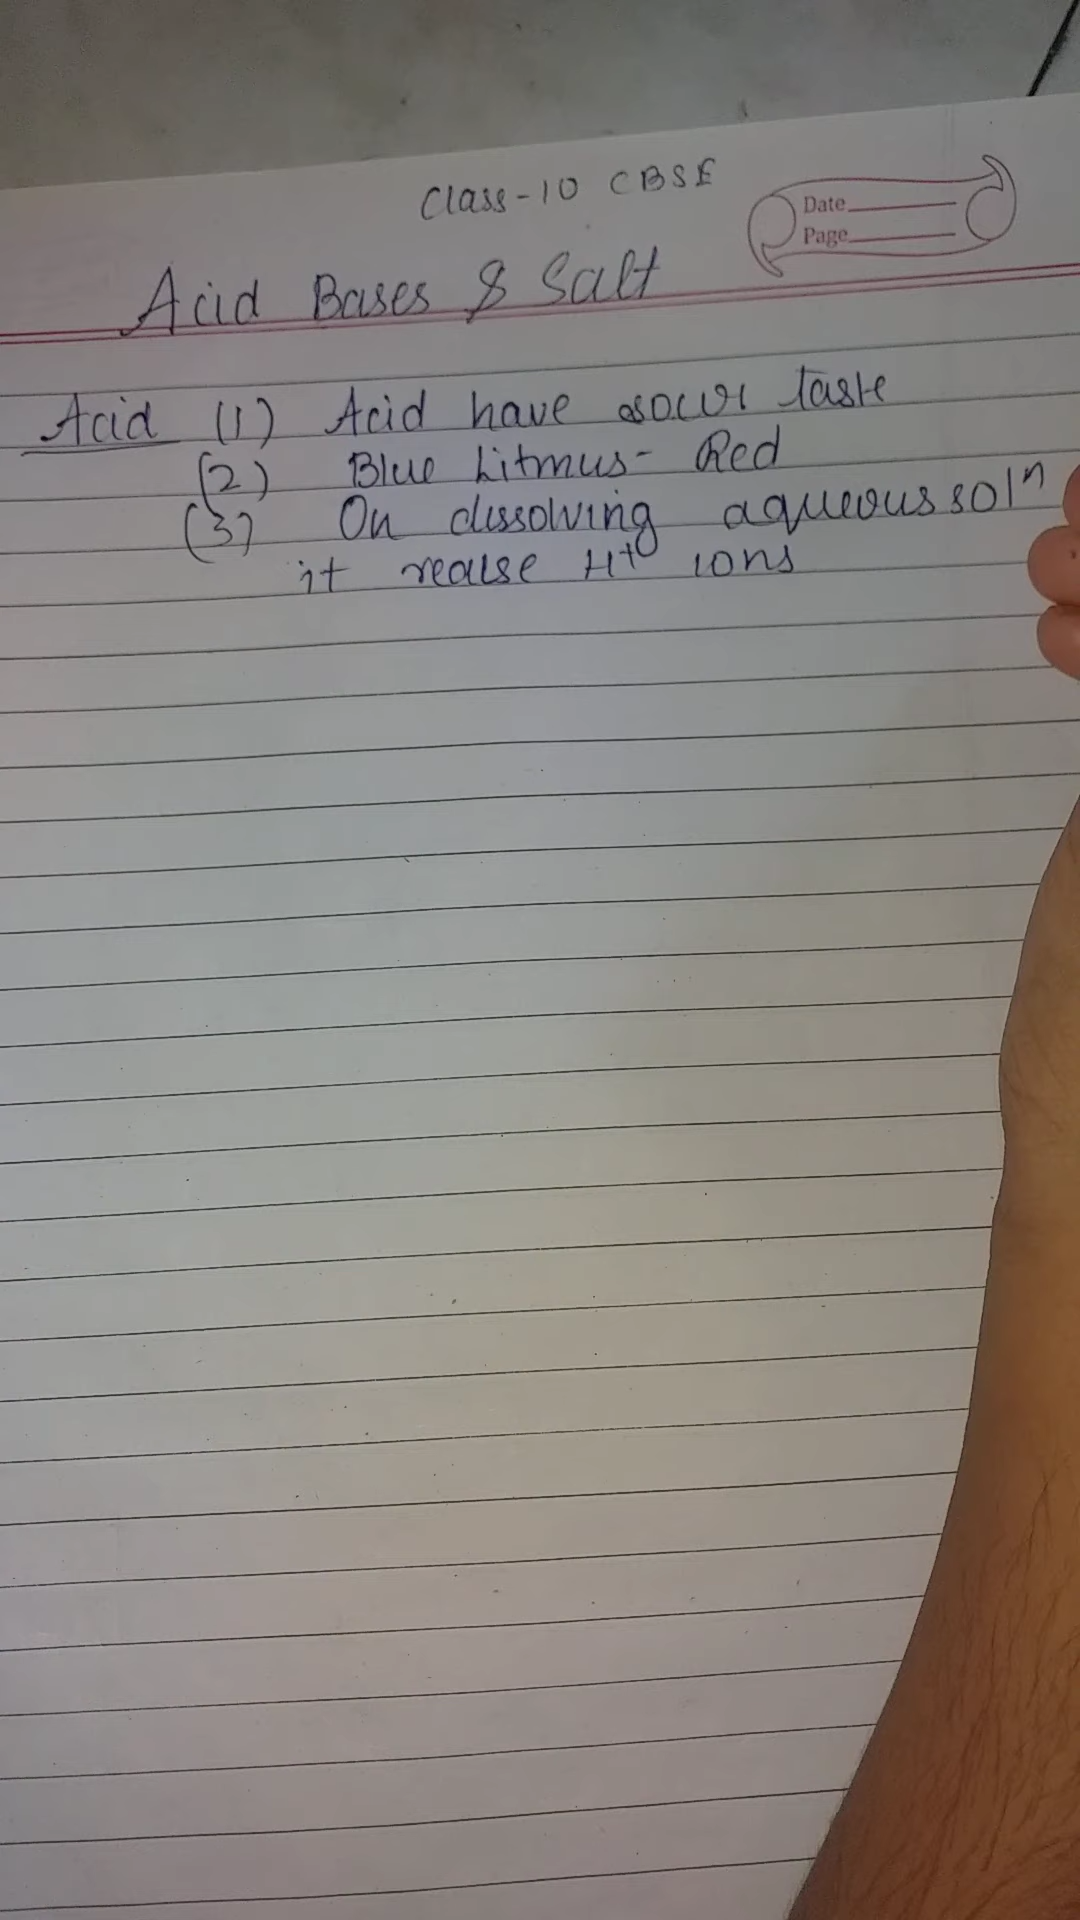 Class-10 CBSE
Date
Page
Acid Bases & Salt
Acid (1) Acid have sour taste
(2) Blue Litmus- Red
(3) On dissolving aqueous solⁿ
it realse H⁺ ions